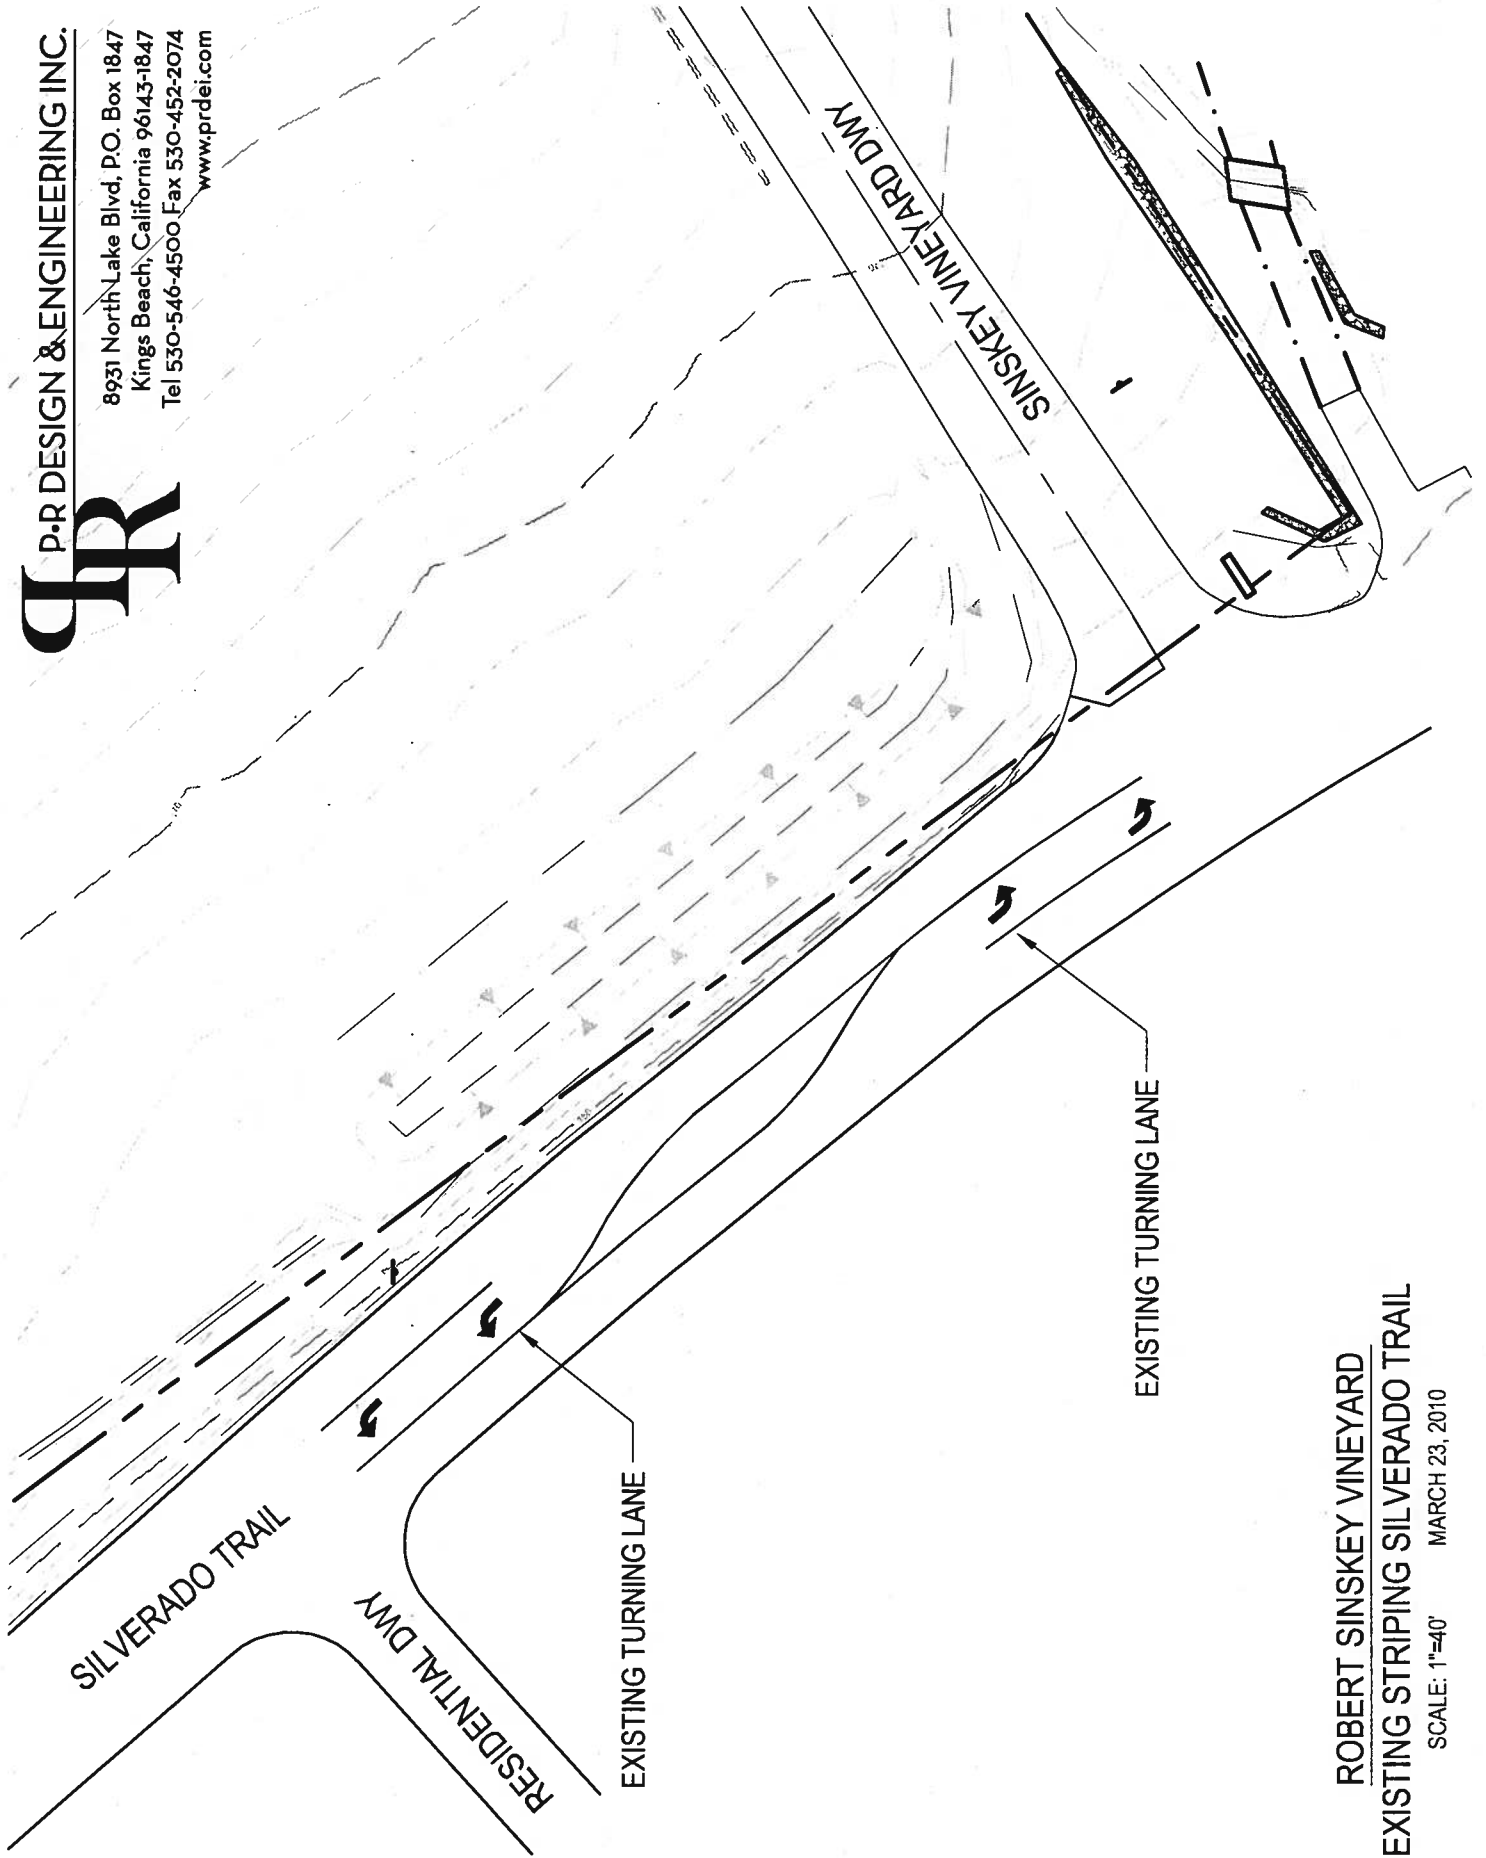 PR
P•R DESIGN & ENGINEERING INC.
8931 North Lake Blvd, P.O. Box 1847
Kings Beach, California 96143-1847
Tel 530-546-4500 Fax 530-452-2074
www.prdei.com
SINSKEY VINEYARD DWY
SILVERADO TRAIL
RESIDENTIAL DWY
EXISTING TURNING LANE
EXISTING TURNING LANE
ROBERT SINSKEY VINEYARD
EXISTING STRIPING SILVERADO TRAIL
SCALE: 1"=40' MARCH 23, 2010